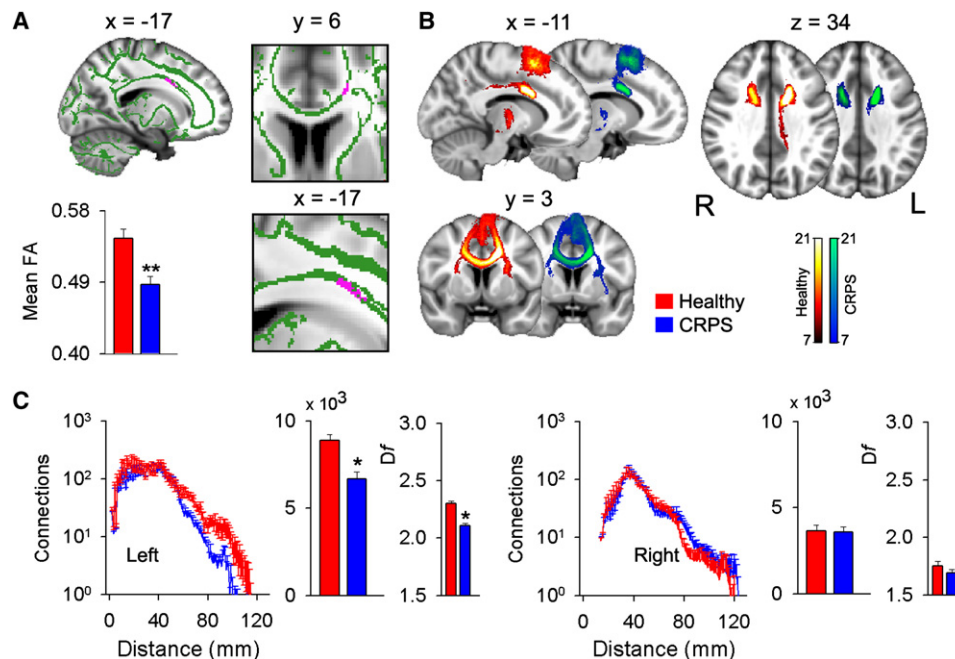 A
x = -17
y = 6
B
x = -11
z = 34
x = -17
y = 3
R
L
0.58
0.49
0.40
Mean FA
**
Healthy
CRPS
21
21
Healthy
CRPS
7
7
C
10³
10²
10¹
10⁰
Connections
Left
0 40 80 120
Distance (mm)
x 10³
10
5
0
*
Df
3.0
2.5
2.0
1.5
*
10³
10²
10¹
10⁰
Connections
Right
0 40 80 120
Distance (mm)
x 10³
10
5
0
Df
3.0
2.5
2.0
1.5